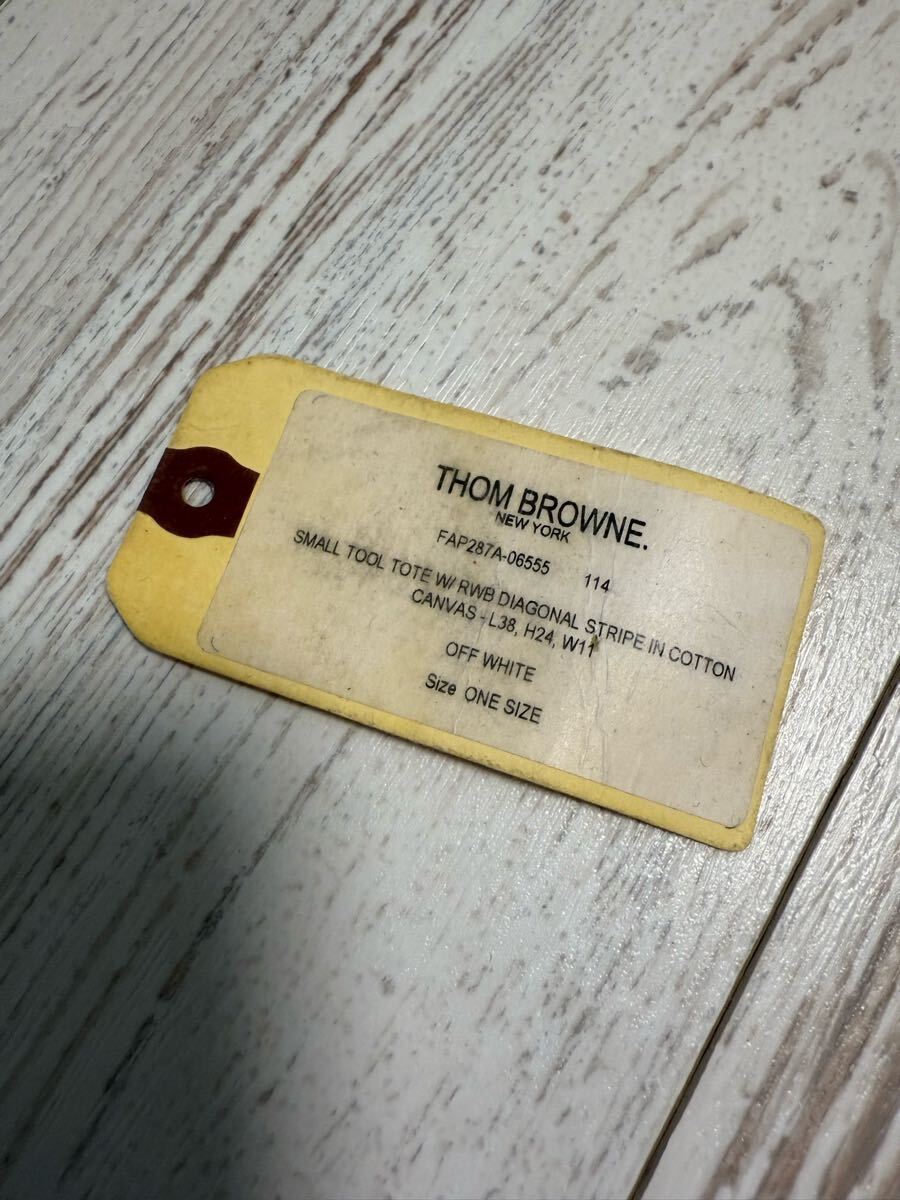 THOM BROWNE.
NEW YORK
FAP287A-06555 114
SMALL TOOL TOTE W/ RWB DIAGONAL STRIPE IN COTTON
CANVAS - L38, H24, W11
OFF WHITE
Size ONE SIZE